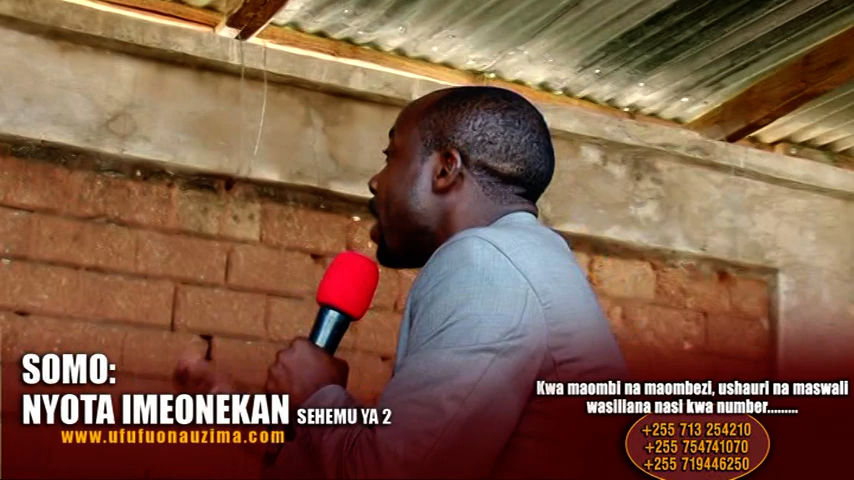 SOMO:
NYOTA IMEONEKAN SEHEMU YA 2
www.ufufuonauzima.com
Kwa maombi na maombezi, ushauri na maswali
wasiliana nasi kwa number.........
+255 713 254210
+255 754741070
+255 719446250